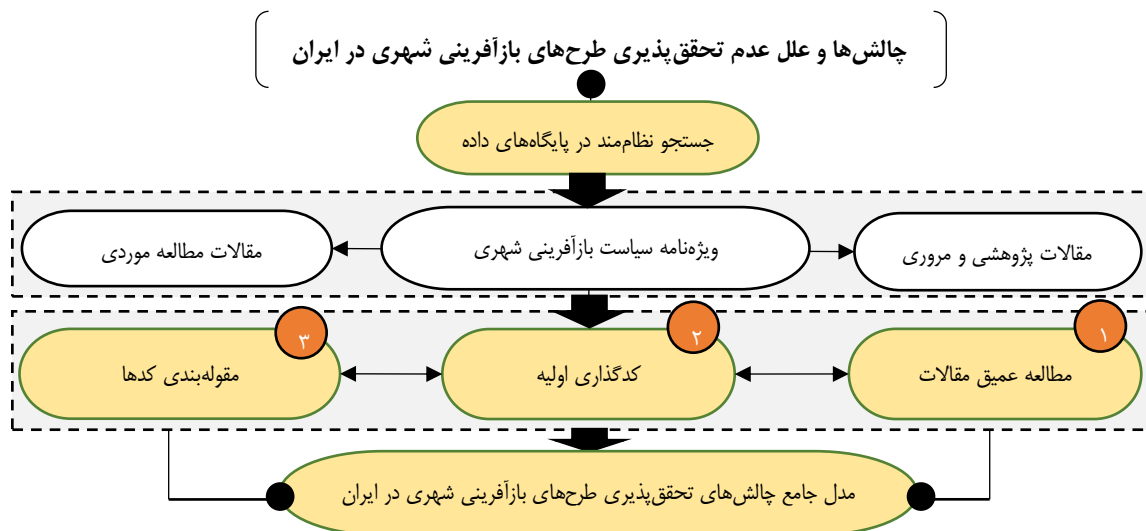 چالش‌ها و علل عدم تحقق‌پذیری طرح‌های بازآفرینی شهری در ایران
جستجو نظام‌مند در پایگاه‌های داده
مقالات پژوهشی و مروری
ویژه‌نامه سیاست بازآفرینی شهری
مقالات مطالعه موردی
۱
مطالعه عمیق مقالات
۲
کدگذاری اولیه
۳
مقوله‌بندی کدها
مدل جامع چالش‌های تحقق‌پذیری طرح‌های بازآفرینی شهری در ایران